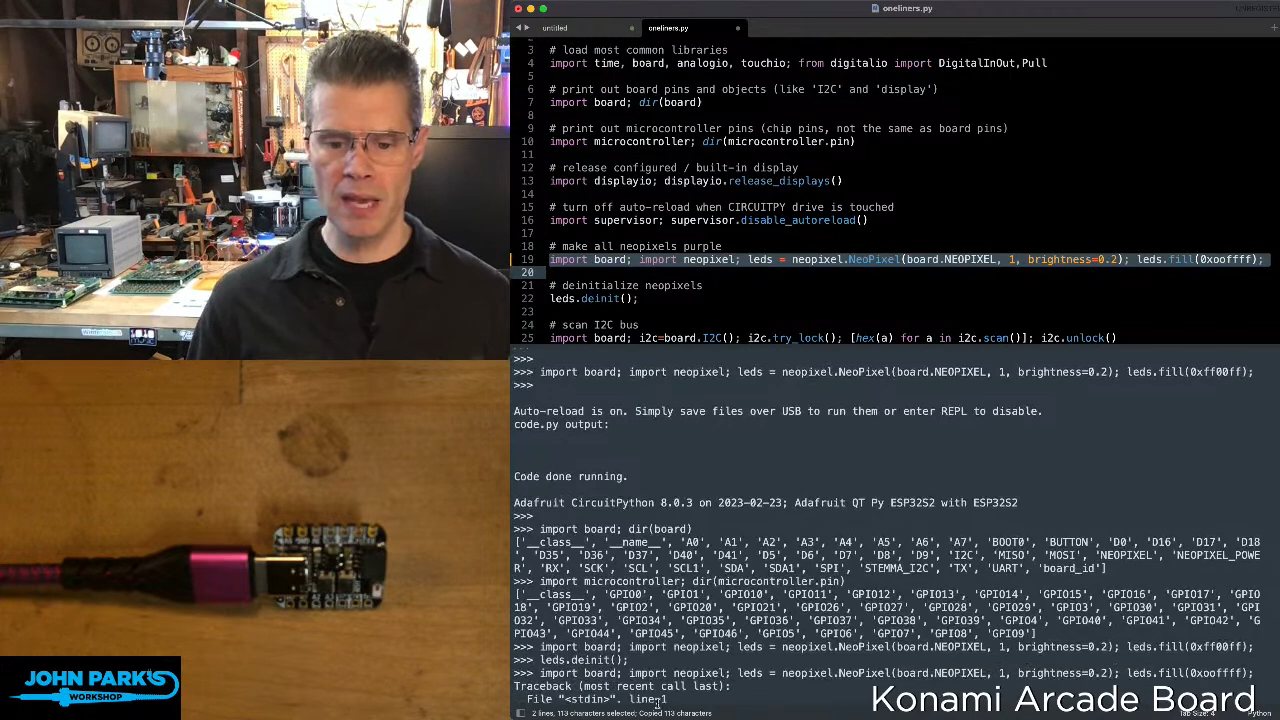 oneliners.py
untitled
oneliners.py
3 # load most common libraries
4 import time, board, analogio, touchio; from digitalio import DigitalInOut,Pull
5
6 # print out board pins and objects (like 'I2C' and 'display')
7 import board; dir(board)
8
9 # print out microcontroller pins (chip pins, not the same as board pins)
10 import microcontroller; dir(microcontroller.pin)
11
12 # release configured / built-in display
13 import displayio; displayio.release_displays()
14
15 # turn off auto-reload when CIRCUITPY drive is touched
16 import supervisor; supervisor.disable_autoreload()
17
18 # make all neopixels purple
19 import board; import neopixel; leds = neopixel.NeoPixel(board.NEOPIXEL, 1, brightness=0.2); leds.fill(0xooffff);
20
21 # deinitialize neopixels
22 leds.deinit();
23
24 # scan I2C bus
25 import board; i2c=board.I2C(); i2c.try_lock(); [hex(a) for a in i2c.scan()]; i2c.unlock()
>>>
>>> import board; import neopixel; leds = neopixel.NeoPixel(board.NEOPIXEL, 1, brightness=0.2); leds.fill(0xff00ff);
>>>
Auto-reload is on. Simply save files over USB to run them or enter REPL to disable.
code.py output:
Code done running.
Adafruit CircuitPython 8.0.3 on 2023-02-23; Adafruit QT Py ESP32S2 with ESP32S2
>>>
>>> import board; dir(board)
['__class__', '__name__', 'A0', 'A1', 'A2', 'A3', 'A4', 'A5', 'A6', 'A7', 'BOOT0', 'BUTTON', 'D0', 'D16', 'D17', 'D18
', 'D35', 'D36', 'D37', 'D40', 'D41', 'D5', 'D6', 'D7', 'D8', 'D9', 'I2C', 'MISO', 'MOSI', 'NEOPIXEL', 'NEOPIXEL_POWE
R', 'RX', 'SCK', 'SCL', 'SCL1', 'SDA', 'SDA1', 'SPI', 'STEMMA_I2C', 'TX', 'UART', 'board_id']
>>> import microcontroller; dir(microcontroller.pin)
['__class__', 'GPIO0', 'GPIO1', 'GPIO10', 'GPIO11', 'GPIO12', 'GPIO13', 'GPIO14', 'GPIO15', 'GPIO16', 'GPIO17', 'GPIO
18', 'GPIO19', 'GPIO2', 'GPIO20', 'GPIO21', 'GPIO26', 'GPIO27', 'GPIO28', 'GPIO29', 'GPIO3', 'GPIO30', 'GPIO31', 'GPIO
32', 'GPIO33', 'GPIO34', 'GPIO35', 'GPIO36', 'GPIO37', 'GPIO38', 'GPIO39', 'GPIO4', 'GPIO40', 'GPIO41', 'GPIO42', 'G
PIO43', 'GPIO44', 'GPIO45', 'GPIO46', 'GPIO5', 'GPIO6', 'GPIO7', 'GPIO8', 'GPIO9']
>>> import board; import neopixel; leds = neopixel.NeoPixel(board.NEOPIXEL, 1, brightness=0.2); leds.fill(0xff00ff);
>>> leds.deinit();
>>> import board; import neopixel; leds = neopixel.NeoPixel(board.NEOPIXEL, 1, brightness=0.2); leds.fill(0xooffff);
Traceback (most recent call last):
File "<stdin>", line 1
2 lines, 113 characters selected; Copied 113 characters
Tab Size: 4
Python
Konami Arcade Board
JOHN PARK'S
WORKSHOP